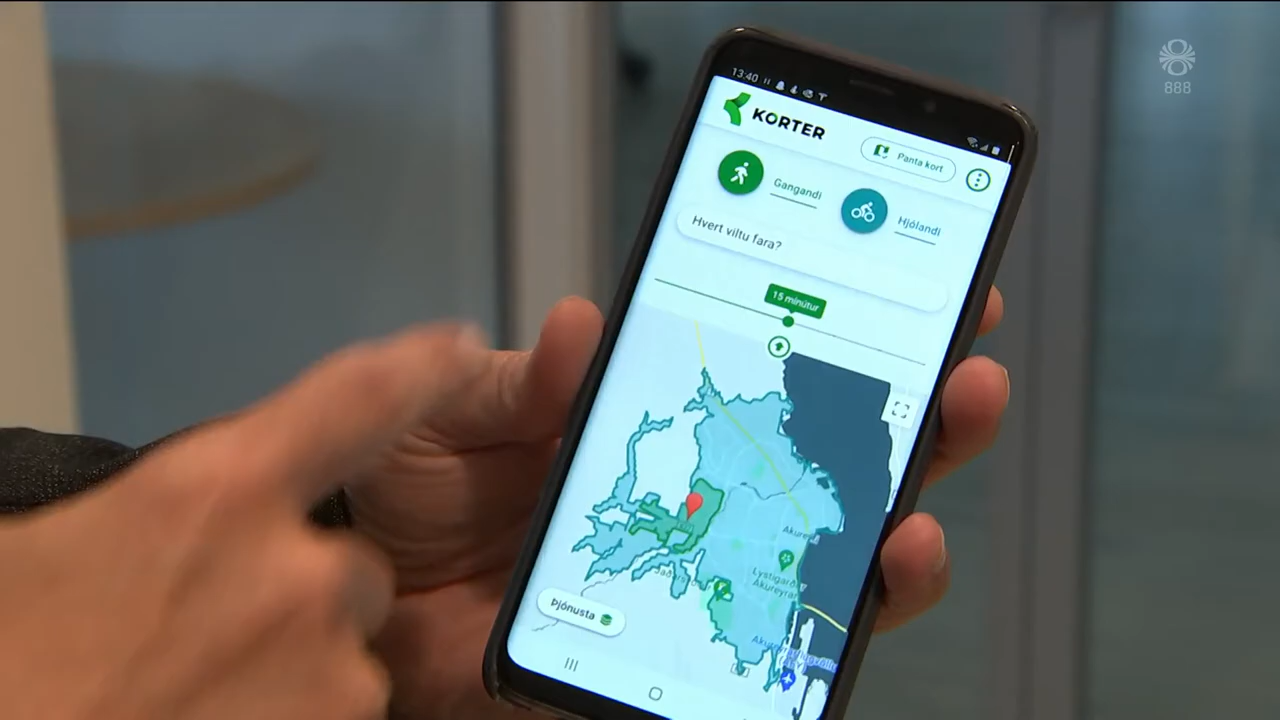 888
13:40
KORTER
Panta kort
Gangandi
Hjólandi
Hvert viltu fara?
15 mínútur
Akureyri
Lystigarður
Akureyrar
Þjónusta